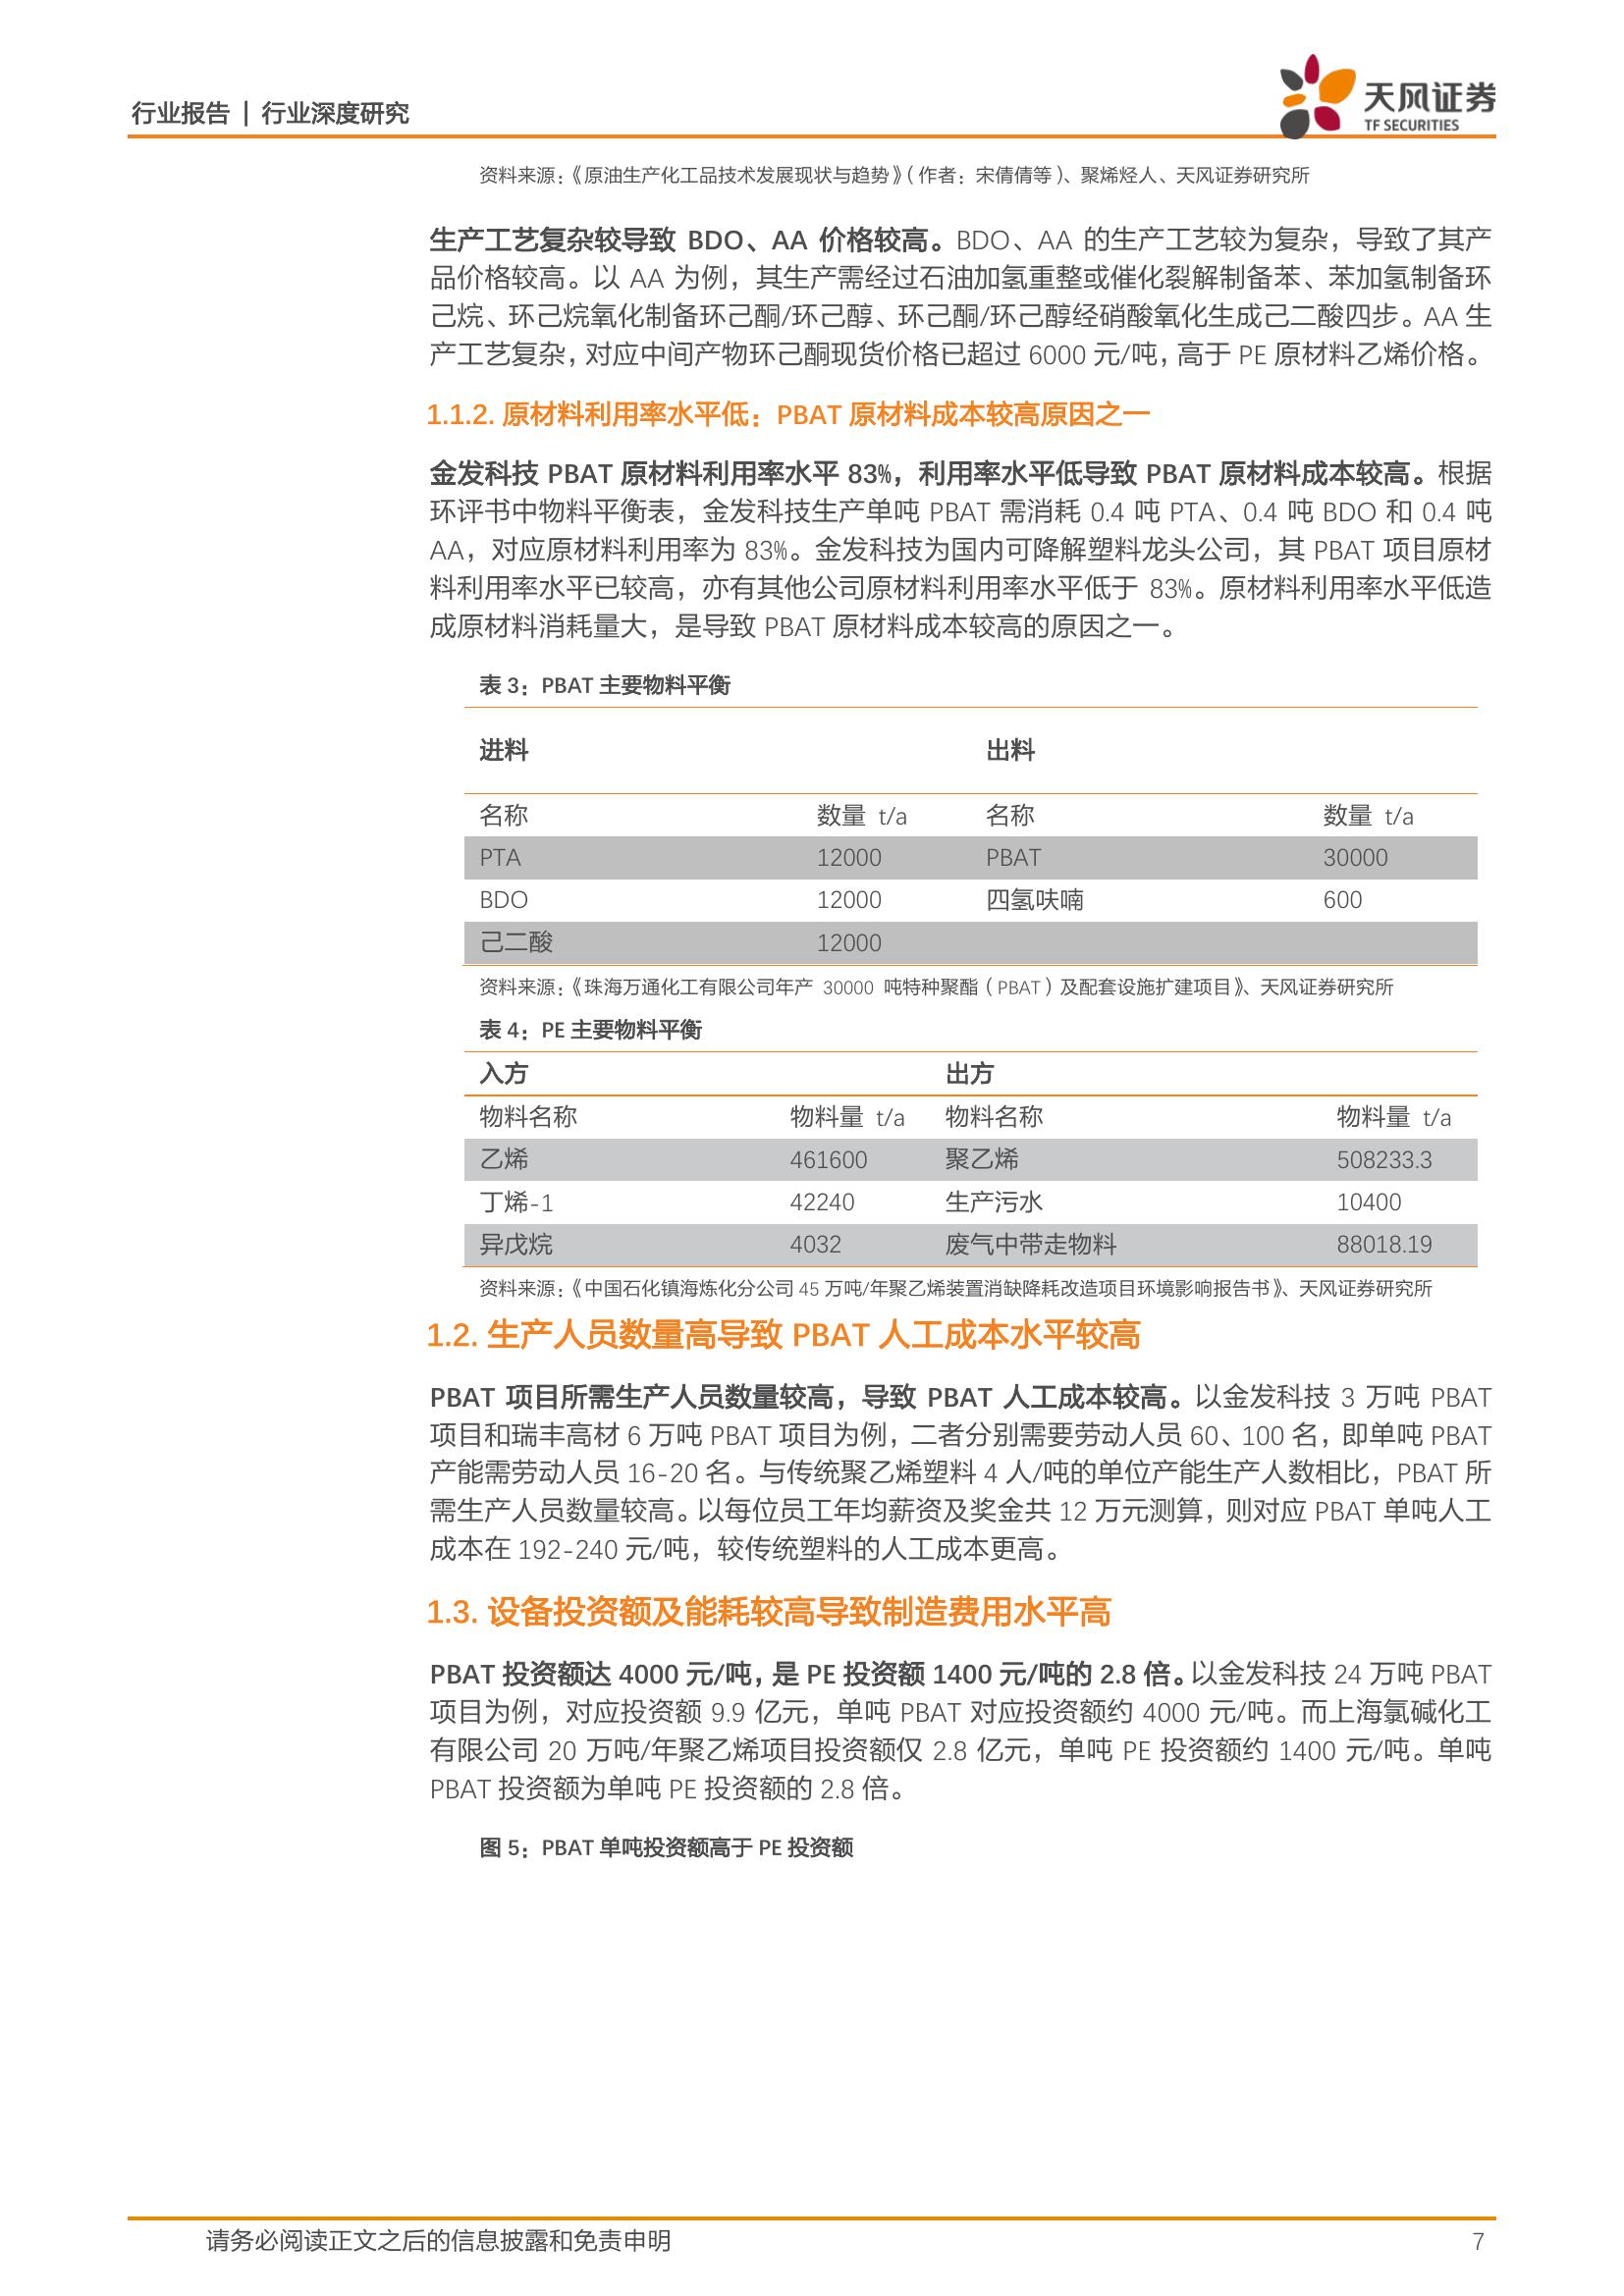 行业报告 | 行业深度研究
天风证券
TF SECURITIES
资料来源：《原油生产化工品技术发展现状与趋势》（作者：宋倩倩等）、聚烯烃人、天风证券研究所
生产工艺复杂较导致 BDO、AA 价格较高。BDO、AA 的生产工艺较为复杂，导致了其产
品价格较高。以 AA 为例，其生产需经过石油加氢重整或催化裂解制备苯、苯加氢制备环
己烷、环己烷氧化制备环己酮/环己醇、环己酮/环己醇经硝酸氧化生成己二酸四步。AA 生
产工艺复杂，对应中间产物环己酮现货价格已超过 6000 元/吨，高于 PE 原材料乙烯价格。
1.1.2. 原材料利用率水平低：PBAT 原材料成本较高原因之一
金发科技 PBAT 原材料利用率水平 83%，利用率水平低导致 PBAT 原材料成本较高。根据
环评书中物料平衡表，金发科技生产单吨 PBAT 需消耗 0.4 吨 PTA、0.4 吨 BDO 和 0.4 吨
AA，对应原材料利用率为 83%。金发科技为国内可降解塑料龙头公司，其 PBAT 项目原材
料利用率水平已较高，亦有其他公司原材料利用率水平低于 83%。原材料利用率水平低造
成原材料消耗量大，是导致 PBAT 原材料成本较高的原因之一。
表 3：PBAT 主要物料平衡
进料 出料
名称 数量 t/a 名称 数量 t/a
PTA 12000 PBAT 30000
BDO 12000 四氢呋喃 600
己二酸 12000
资料来源：《珠海万通化工有限公司年产 30000 吨特种聚酯（PBAT）及配套设施扩建项目》、天风证券研究所
表 4：PE 主要物料平衡
入方 出方
物料名称 物料量 t/a 物料名称 物料量 t/a
乙烯 461600 聚乙烯 508233.3
丁烯-1 42240 生产污水 10400
异戊烷 4032 废气中带走物料 88018.19
资料来源：《中国石化镇海炼化分公司 45 万吨/年聚乙烯装置消缺降耗改造项目环境影响报告书》、天风证券研究所
1.2. 生产人员数量高导致 PBAT 人工成本水平较高
PBAT 项目所需生产人员数量较高，导致 PBAT 人工成本较高。以金发科技 3 万吨 PBAT
项目和瑞丰高材 6 万吨 PBAT 项目为例，二者分别需要劳动人员 60、100 名，即单吨 PBAT
产能需劳动人员 16-20 名。与传统聚乙烯塑料 4 人/吨的单位产能生产人数相比，PBAT 所
需生产人员数量较高。以每位员工年均薪资及奖金共 12 万元测算，则对应 PBAT 单吨人工
成本在 192-240 元/吨，较传统塑料的人工成本更高。
1.3. 设备投资额及能耗较高导致制造费用水平高
PBAT 投资额达 4000 元/吨，是 PE 投资额 1400 元/吨的 2.8 倍。以金发科技 24 万吨 PBAT
项目为例，对应投资额 9.9 亿元，单吨 PBAT 对应投资额约 4000 元/吨。而上海氯碱化工
有限公司 20 万吨/年聚乙烯项目投资额仅 2.8 亿元，单吨 PE 投资额约 1400 元/吨。单吨
PBAT 投资额为单吨 PE 投资额的 2.8 倍。
图 5：PBAT 单吨投资额高于 PE 投资额
请务必阅读正文之后的信息披露和免责申明 7